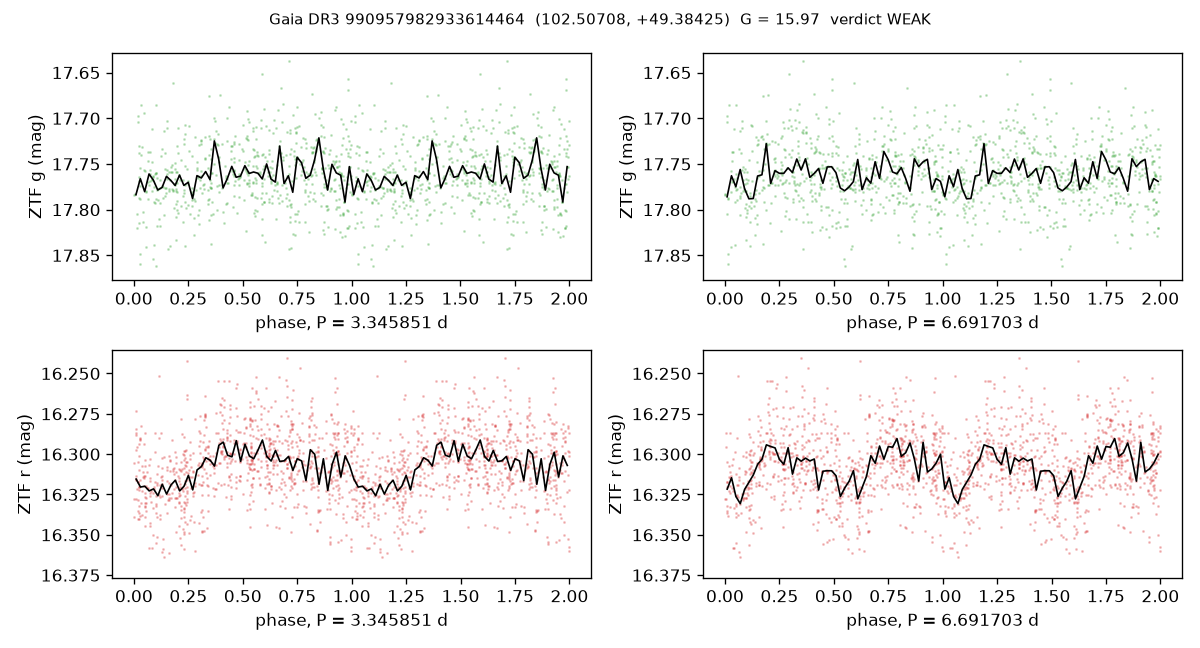 Gaia DR3 990957982933614464 (102.50708, +49.38425) G = 15.97 verdict WEAK
ZTF g (mag)
17.65
17.70
17.75
17.80
17.85
0.00 0.25 0.50 0.75 1.00 1.25 1.50 1.75 2.00
phase, P = 3.345851 d
ZTF g (mag)
17.65
17.70
17.75
17.80
17.85
0.00 0.25 0.50 0.75 1.00 1.25 1.50 1.75 2.00
phase, P = 6.691703 d
ZTF r (mag)
16.250
16.275
16.300
16.325
16.350
16.375
0.00 0.25 0.50 0.75 1.00 1.25 1.50 1.75 2.00
phase, P = 3.345851 d
ZTF r (mag)
16.250
16.275
16.300
16.325
16.350
16.375
0.00 0.25 0.50 0.75 1.00 1.25 1.50 1.75 2.00
phase, P = 6.691703 d